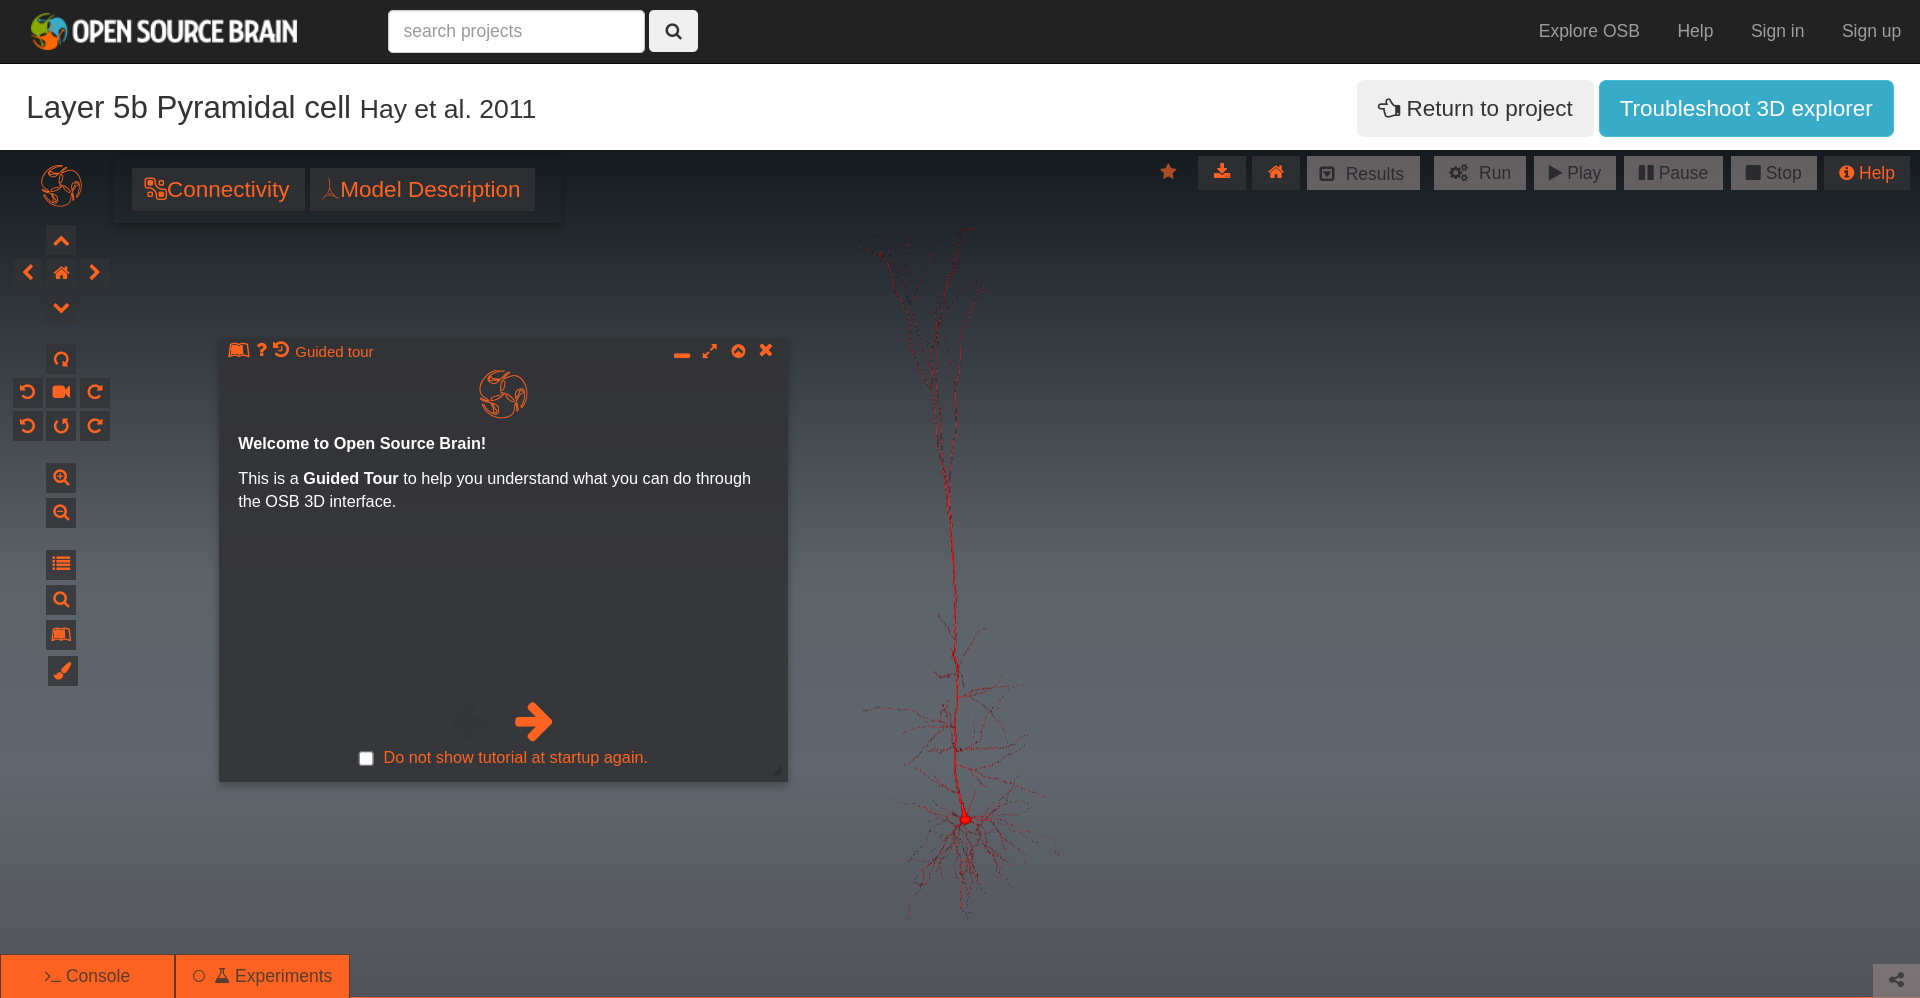 OPEN SOURCE BRAIN
search projects
Explore OSB
Help
Sign in
Sign up
Layer 5b Pyramidal cell Hay et al. 2011
Return to project
Troubleshoot 3D explorer
Connectivity
Model Description
Results
Run
Play
Pause
Stop
Help
Guided tour
Welcome to Open Source Brain!
This is a Guided Tour to help you understand what you can do through
the OSB 3D interface.
Do not show tutorial at startup again.
Console
Experiments